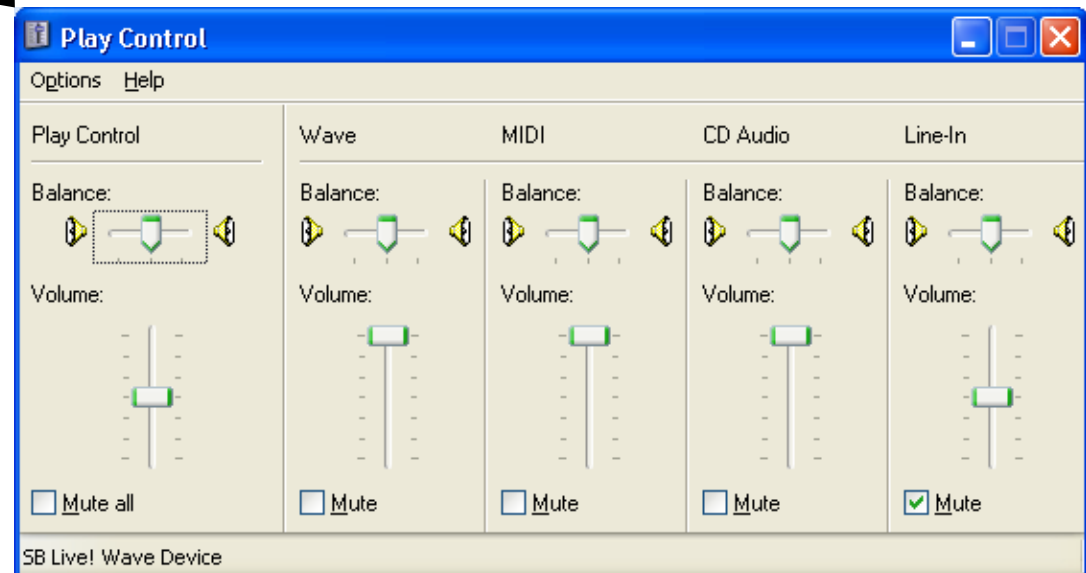 Play Control
Options Help
Play Control Wave MIDI CD Audio Line-In
Balance: Balance: Balance: Balance: Balance:
Volume: Volume: Volume: Volume: Volume:
Mute all Mute Mute Mute Mute
SB Live! Wave Device